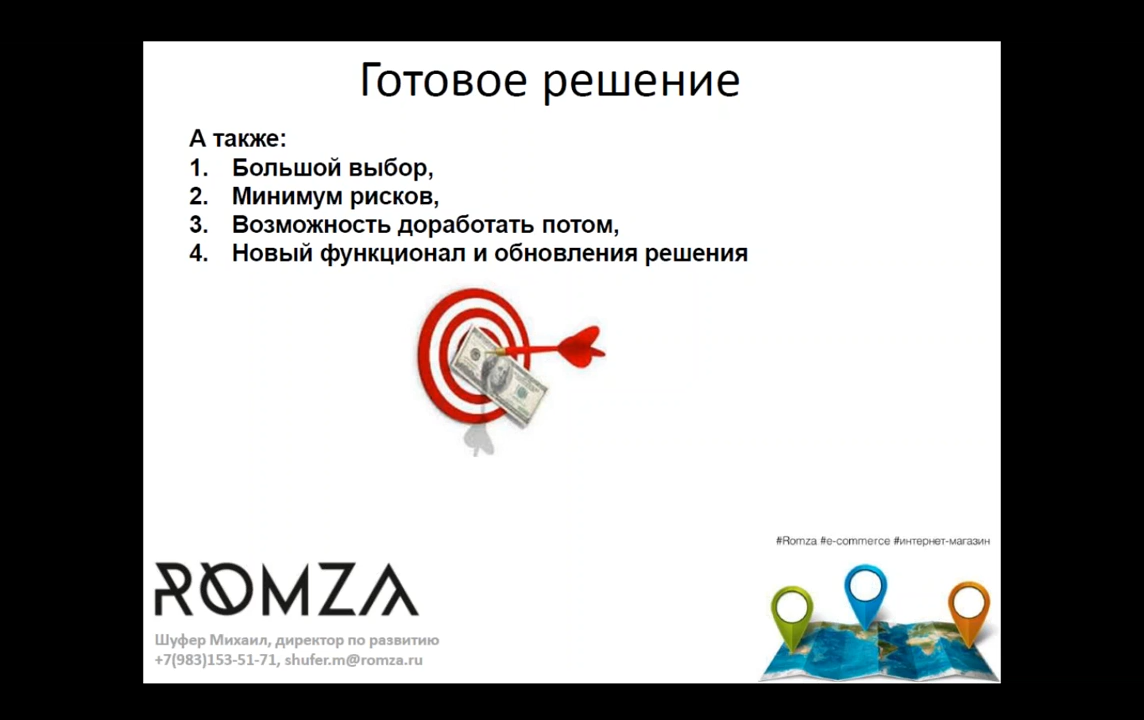 Готовое решение
А также:
1. Большой выбор,
2. Минимум рисков,
3. Возможность доработать потом,
4. Новый функционал и обновления решения
#Romza #e-commerce #интернет-магазин
ROMZA
Шуфер Михаил, директор по развитию
+7(983)153-51-71, shufer.m@romza.ru